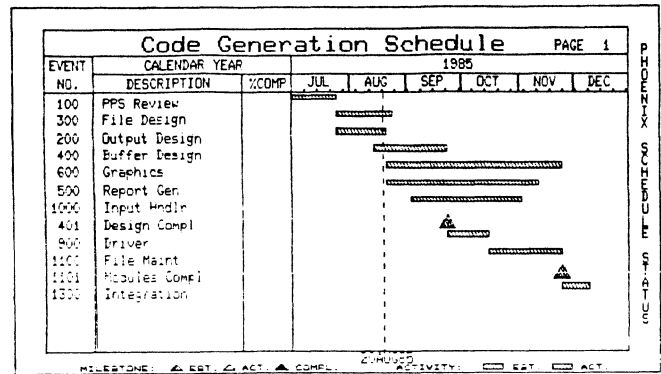 Code Generation Schedule PAGE 1
EVENT NO. CALENDAR YEAR 1985
DESCRIPTION %COMP JUL AUG SEP OCT NOV DEC
100 PPS Review
300 File Design
200 Output Design
400 Buffer Design
600 Graphics
500 Report Gen
1000 Input Hndlr
401 Design Compl
900 Driver
1100 File Maint
1101 Modules Compl
1300 Integration
20AUG85
MILESTONE: EST. ACT. COMPL. ACTIVITY: EST. ACT.
PHOENIX SCHEDULE STATUS